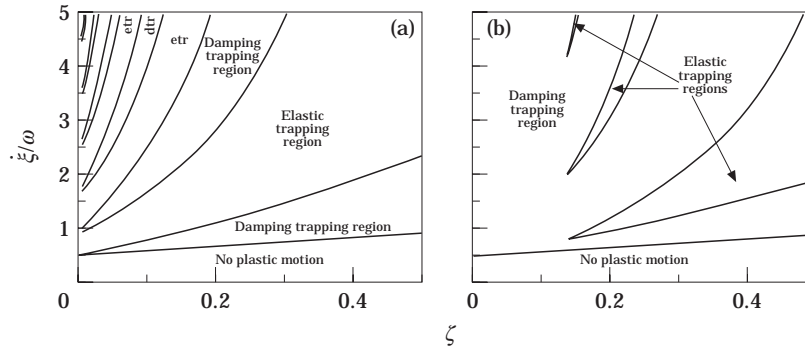 5
4
3
2
1
0
ξ̇/ω
0.2
0.4
etr
dtr
etr
Damping
trapping
region
(a)
Elastic
trapping
region
Damping trapping region
No plastic motion
(b)
Elastic
trapping
regions
Damping
trapping
region
No plastic motion
0
0.2
0.4
ζ